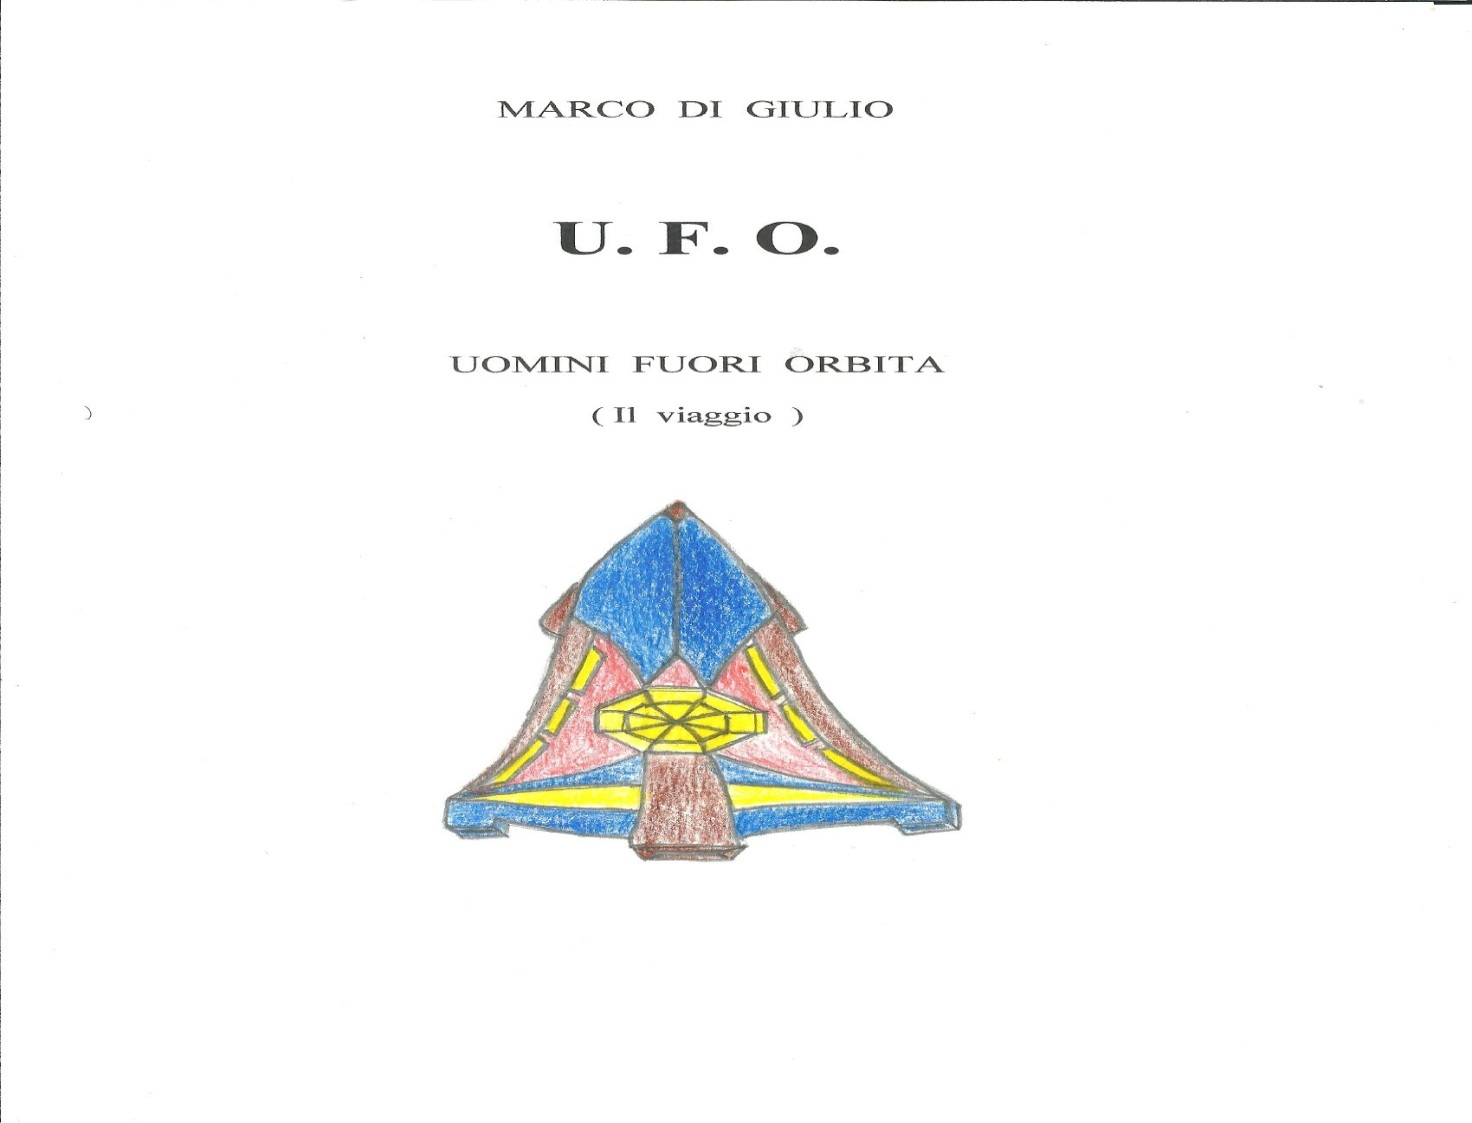 MARCO DI GIULIO
U. F. O.
UOMINI FUORI ORBITA
( Il viaggio )